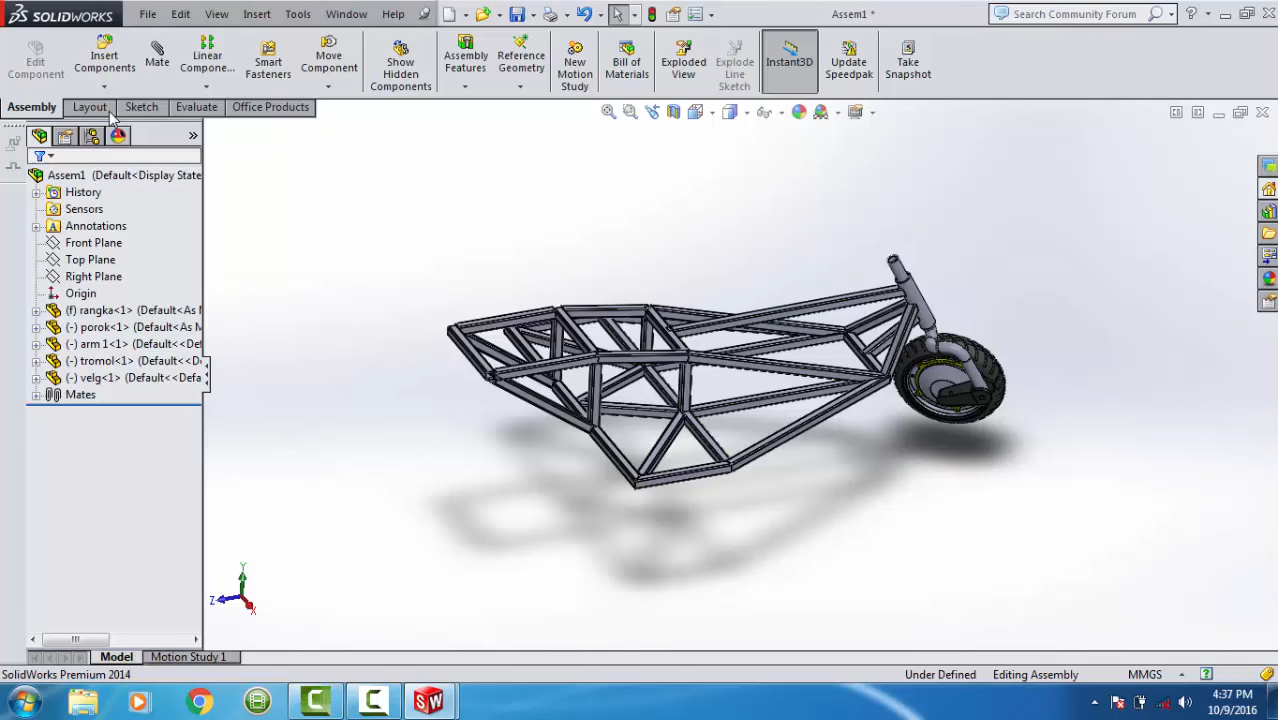 SOLIDWORKS File Edit View Insert Tools Window Help Assem1 * Search Community Forum
Edit Component
Insert Components
Mate
Linear Compone...
Smart Fasteners
Move Component
Show Hidden Components
Assembly Features
Reference Geometry
New Motion Study
Bill of Materials
Exploded View
Explode Line Sketch
Instant3D
Update Speedpak
Take Snapshot
Assembly Layout Sketch Evaluate Office Products
Assem1 (Default<Display State
History
Sensors
Annotations
Front Plane
Top Plane
Right Plane
Origin
(f) rangka<1> (Default<As M
(-) porok<1> (Default<As M
(-) arm 1<1> (Default<<Def
(-) tromol<1> (Default<<D
(-) velg<1> (Default<<Defa
Mates
Y
Z
X
Model Motion Study 1
SolidWorks Premium 2014 Under Defined Editing Assembly MMGS
4:37 PM
10/9/2016